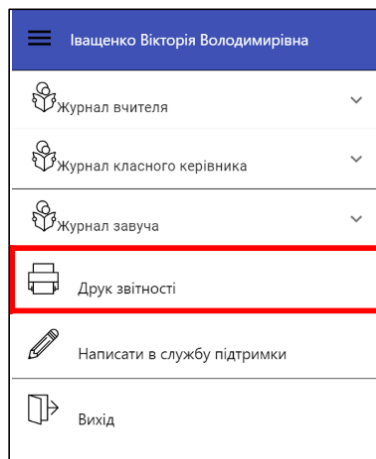 Іващенко Вікторія Володимирівна
Журнал вчителя
Журнал класного керівника
Журнал завуча
Друк звітності
Написати в службу підтримки
Вихід